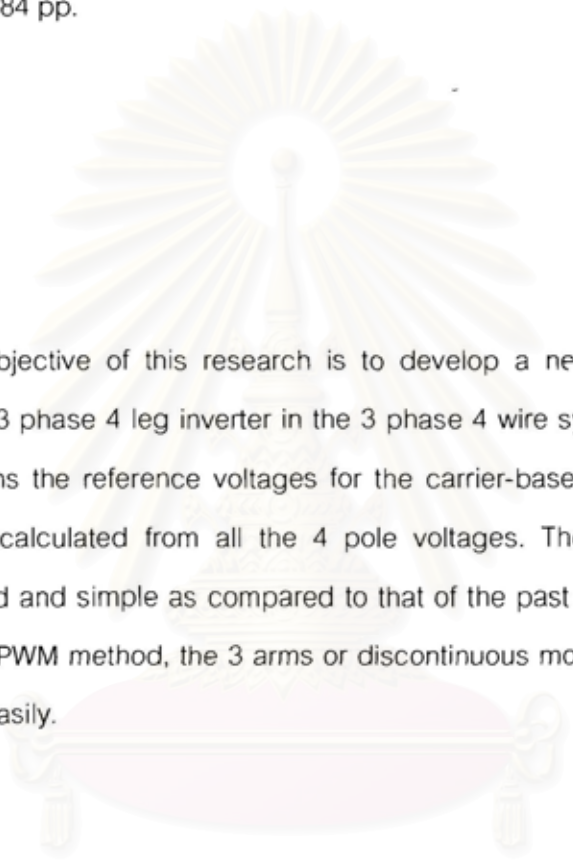 84 pp.
bjective of this research is to develop a ne
3 phase 4 leg inverter in the 3 phase 4 wire s
ns the reference voltages for the carrier-base
calculated from all the 4 pole voltages. Th
d and simple as compared to that of the past
PWM method, the 3 arms or discontinuous mo
asily.